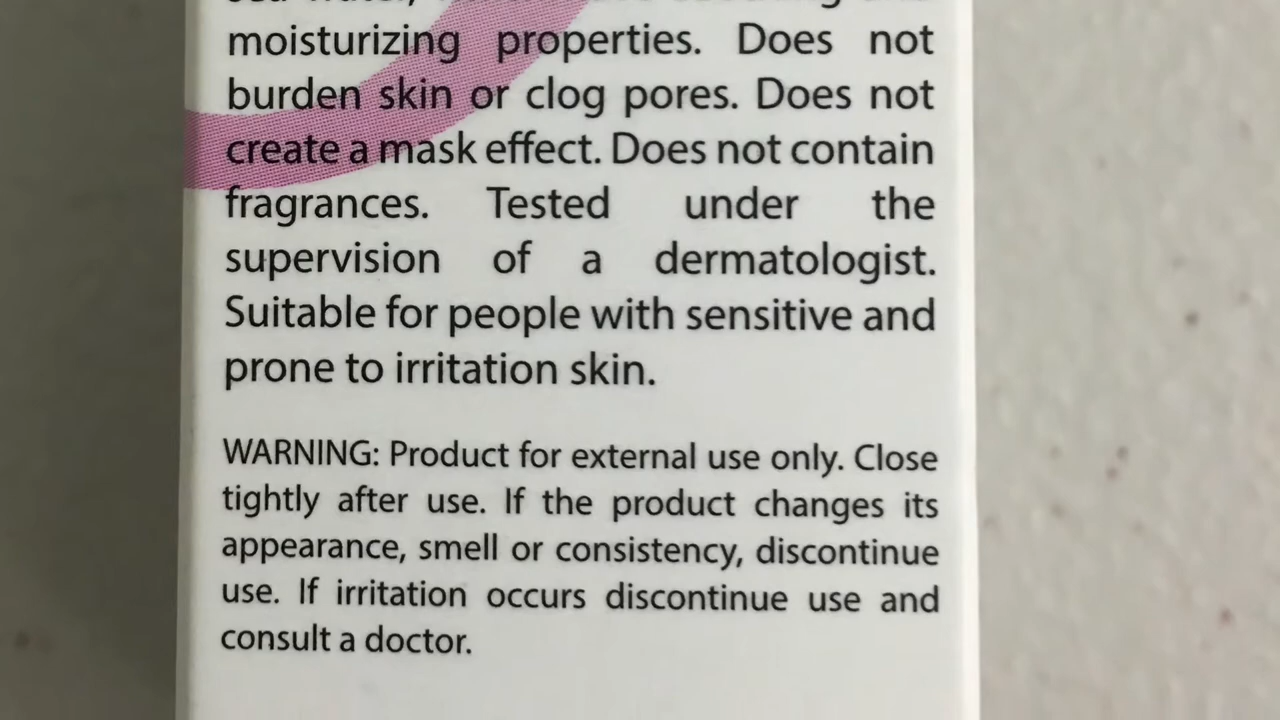 moisturizing properties. Does not
burden skin or clog pores. Does not
create a mask effect. Does not contain
fragrances. Tested under the
supervision of a dermatologist.
Suitable for people with sensitive and
prone to irritation skin.
WARNING: Product for external use only. Close
tightly after use. If the product changes its
appearance, smell or consistency, discontinue
use. If irritation occurs discontinue use and
consult a doctor.